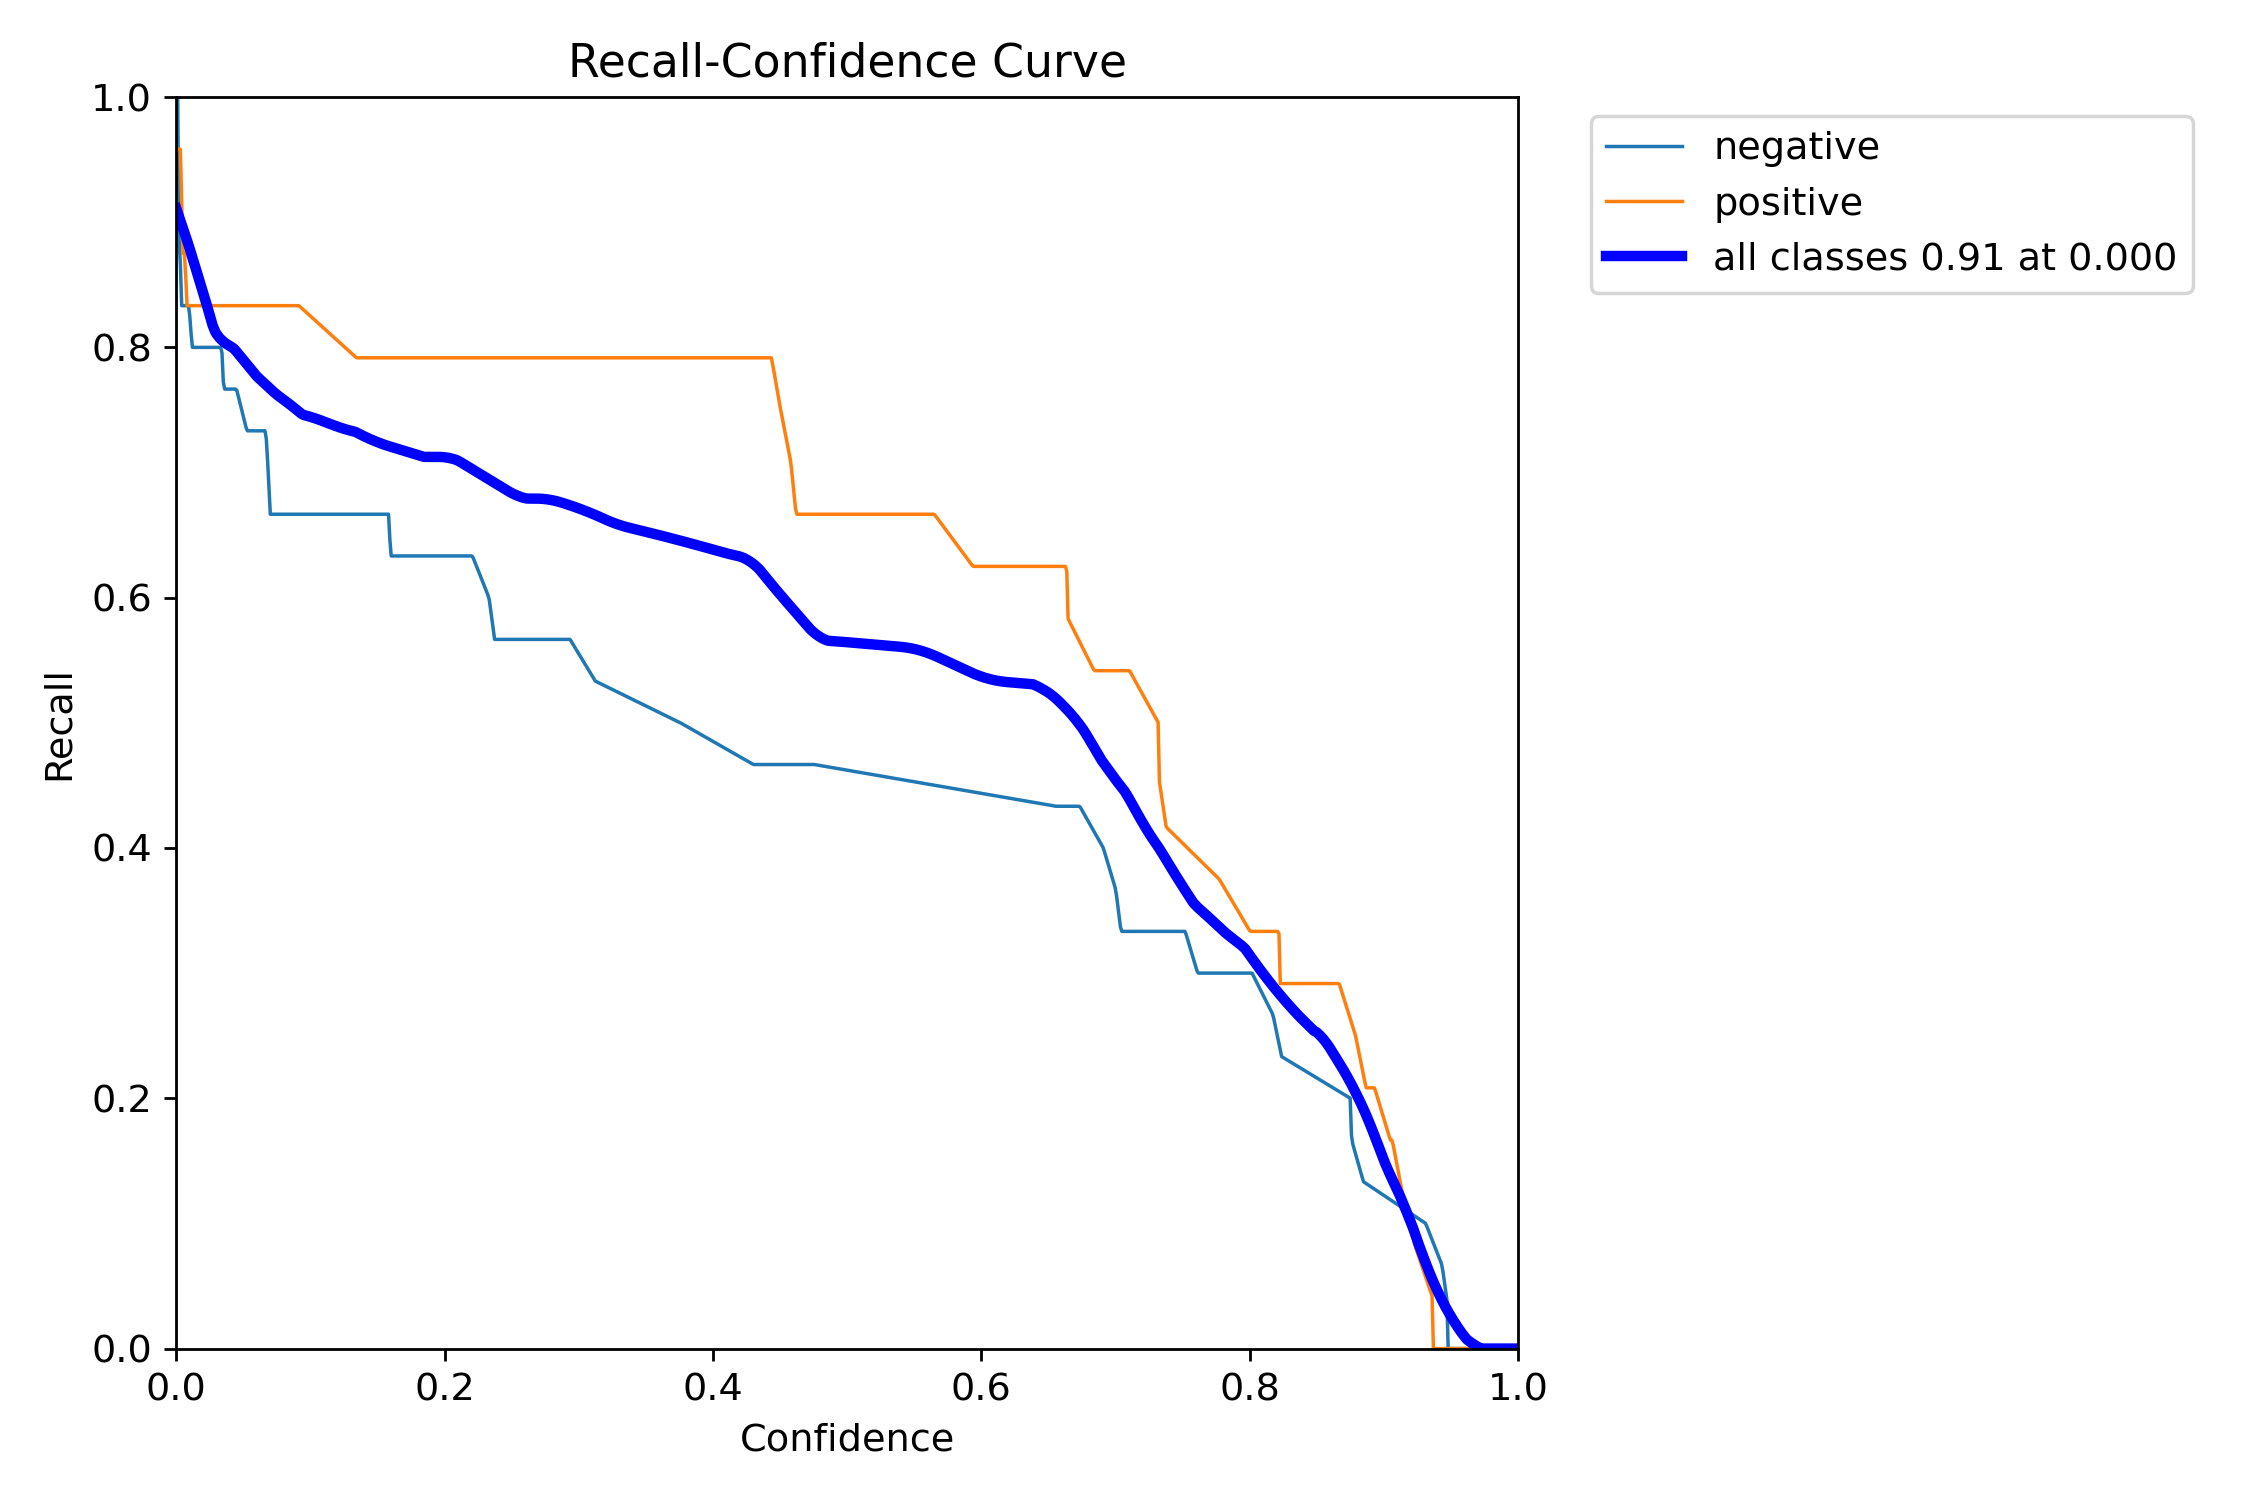 Recall-Confidence Curve
1.0
0.8
0.6
0.4
0.2
0.0
Recall
0.0 0.2 0.4 0.6 0.8 1.0
Confidence
negative
positive
all classes 0.91 at 0.000